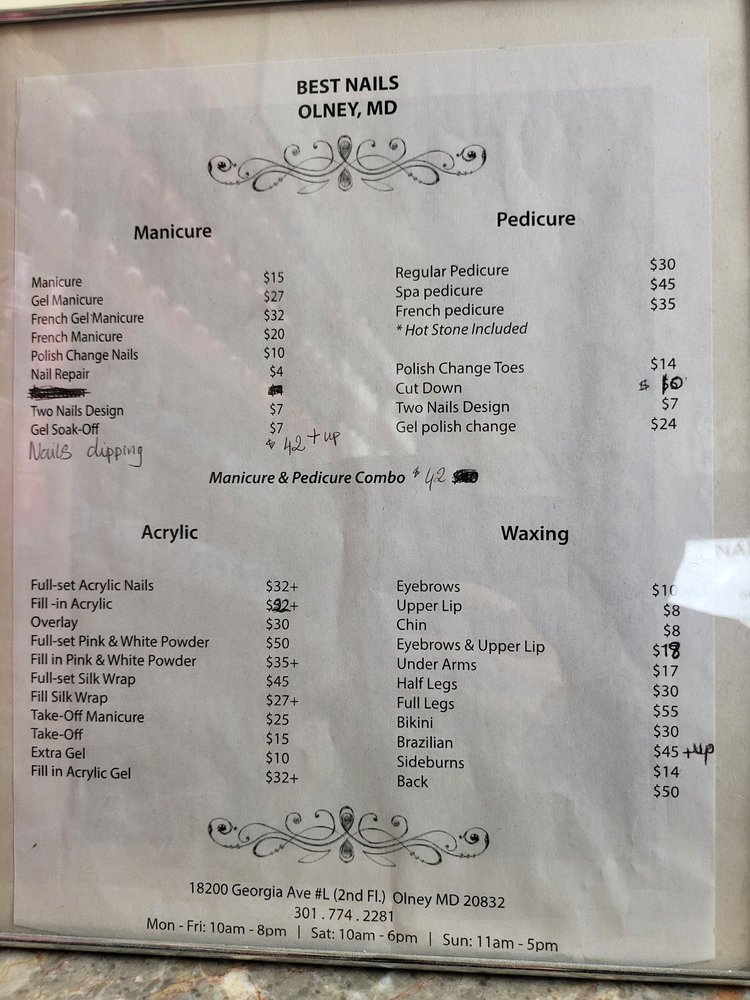 BEST NAILS
OLNEY, MD
Manicure
Manicure $15
Gel Manicure $27
French Gel Manicure $32
French Manicure $20
Polish Change Nails $10
Nail Repair $4
Two Nails Design $7
Gel Soak-Off $7
Nails dipping $42 + up
Pedicure
Regular Pedicure $30
Spa pedicure $45
French pedicure $35
* Hot Stone Included
Polish Change Toes $14
Cut Down $
Two Nails Design $7
Gel polish change $24
Manicure & Pedicure Combo $42
Acrylic
Full-set Acrylic Nails $32+
Fill -in Acrylic $22+
Overlay $30
Full-set Pink & White Powder $50
Fill in Pink & White Powder $35+
Full-set Silk Wrap $45
Fill Silk Wrap $27+
Take-Off Manicure $25
Take-Off $15
Extra Gel $10
Fill in Acrylic Gel $32+
Waxing
Eyebrows $10
Upper Lip $8
Chin $8
Eyebrows & Upper Lip $18
Under Arms $17
Half Legs $30
Full Legs $55
Bikini $30
Brazilian $45 +up
Sideburns $14
Back $50
18200 Georgia Ave #L (2nd Fl.) Olney MD 20832
301 . 774 . 2281
Mon - Fri: 10am - 8pm | Sat: 10am - 6pm | Sun: 11am - 5pm